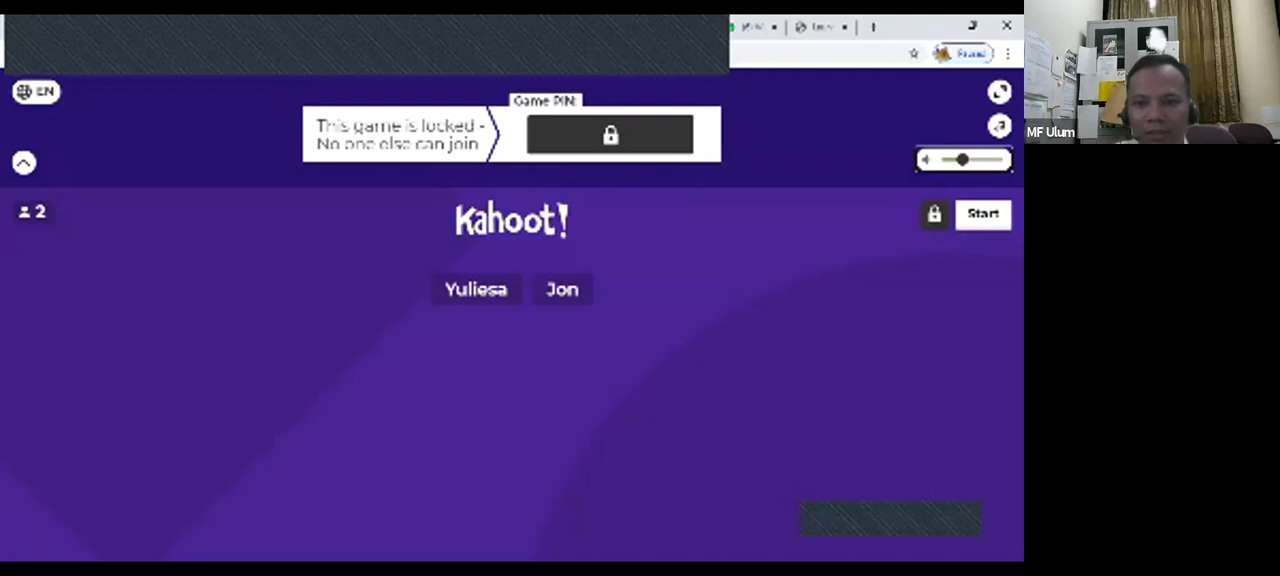 EN
Game PIN:
This game is locked -
No one else can join
MF Ulum
2
Kahoot!
Start
Yuliesa
Jon